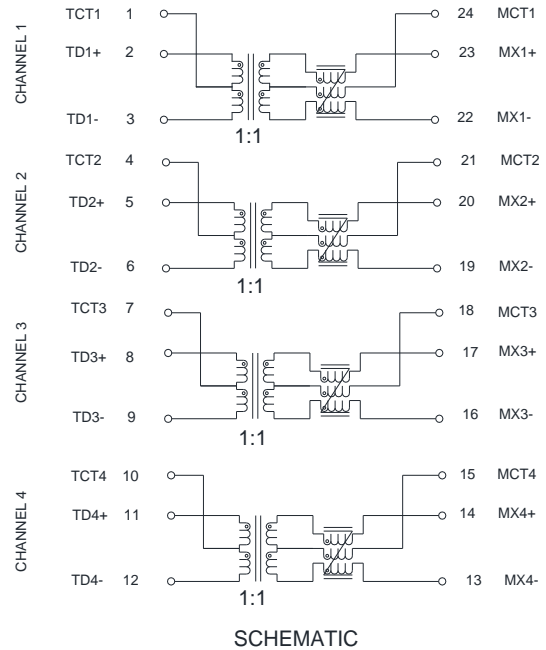 CHANNEL 1
TCT1 1 24 MCT1
TD1+ 2 23 MX1+
TD1- 3 22 MX1-
1:1
CHANNEL 2
TCT2 4 21 MCT2
TD2+ 5 20 MX2+
TD2- 6 19 MX2-
1:1
CHANNEL 3
TCT3 7 18 MCT3
TD3+ 8 17 MX3+
TD3- 9 16 MX3-
1:1
CHANNEL 4
TCT4 10 15 MCT4
TD4+ 11 14 MX4+
TD4- 12 13 MX4-
1:1
SCHEMATIC